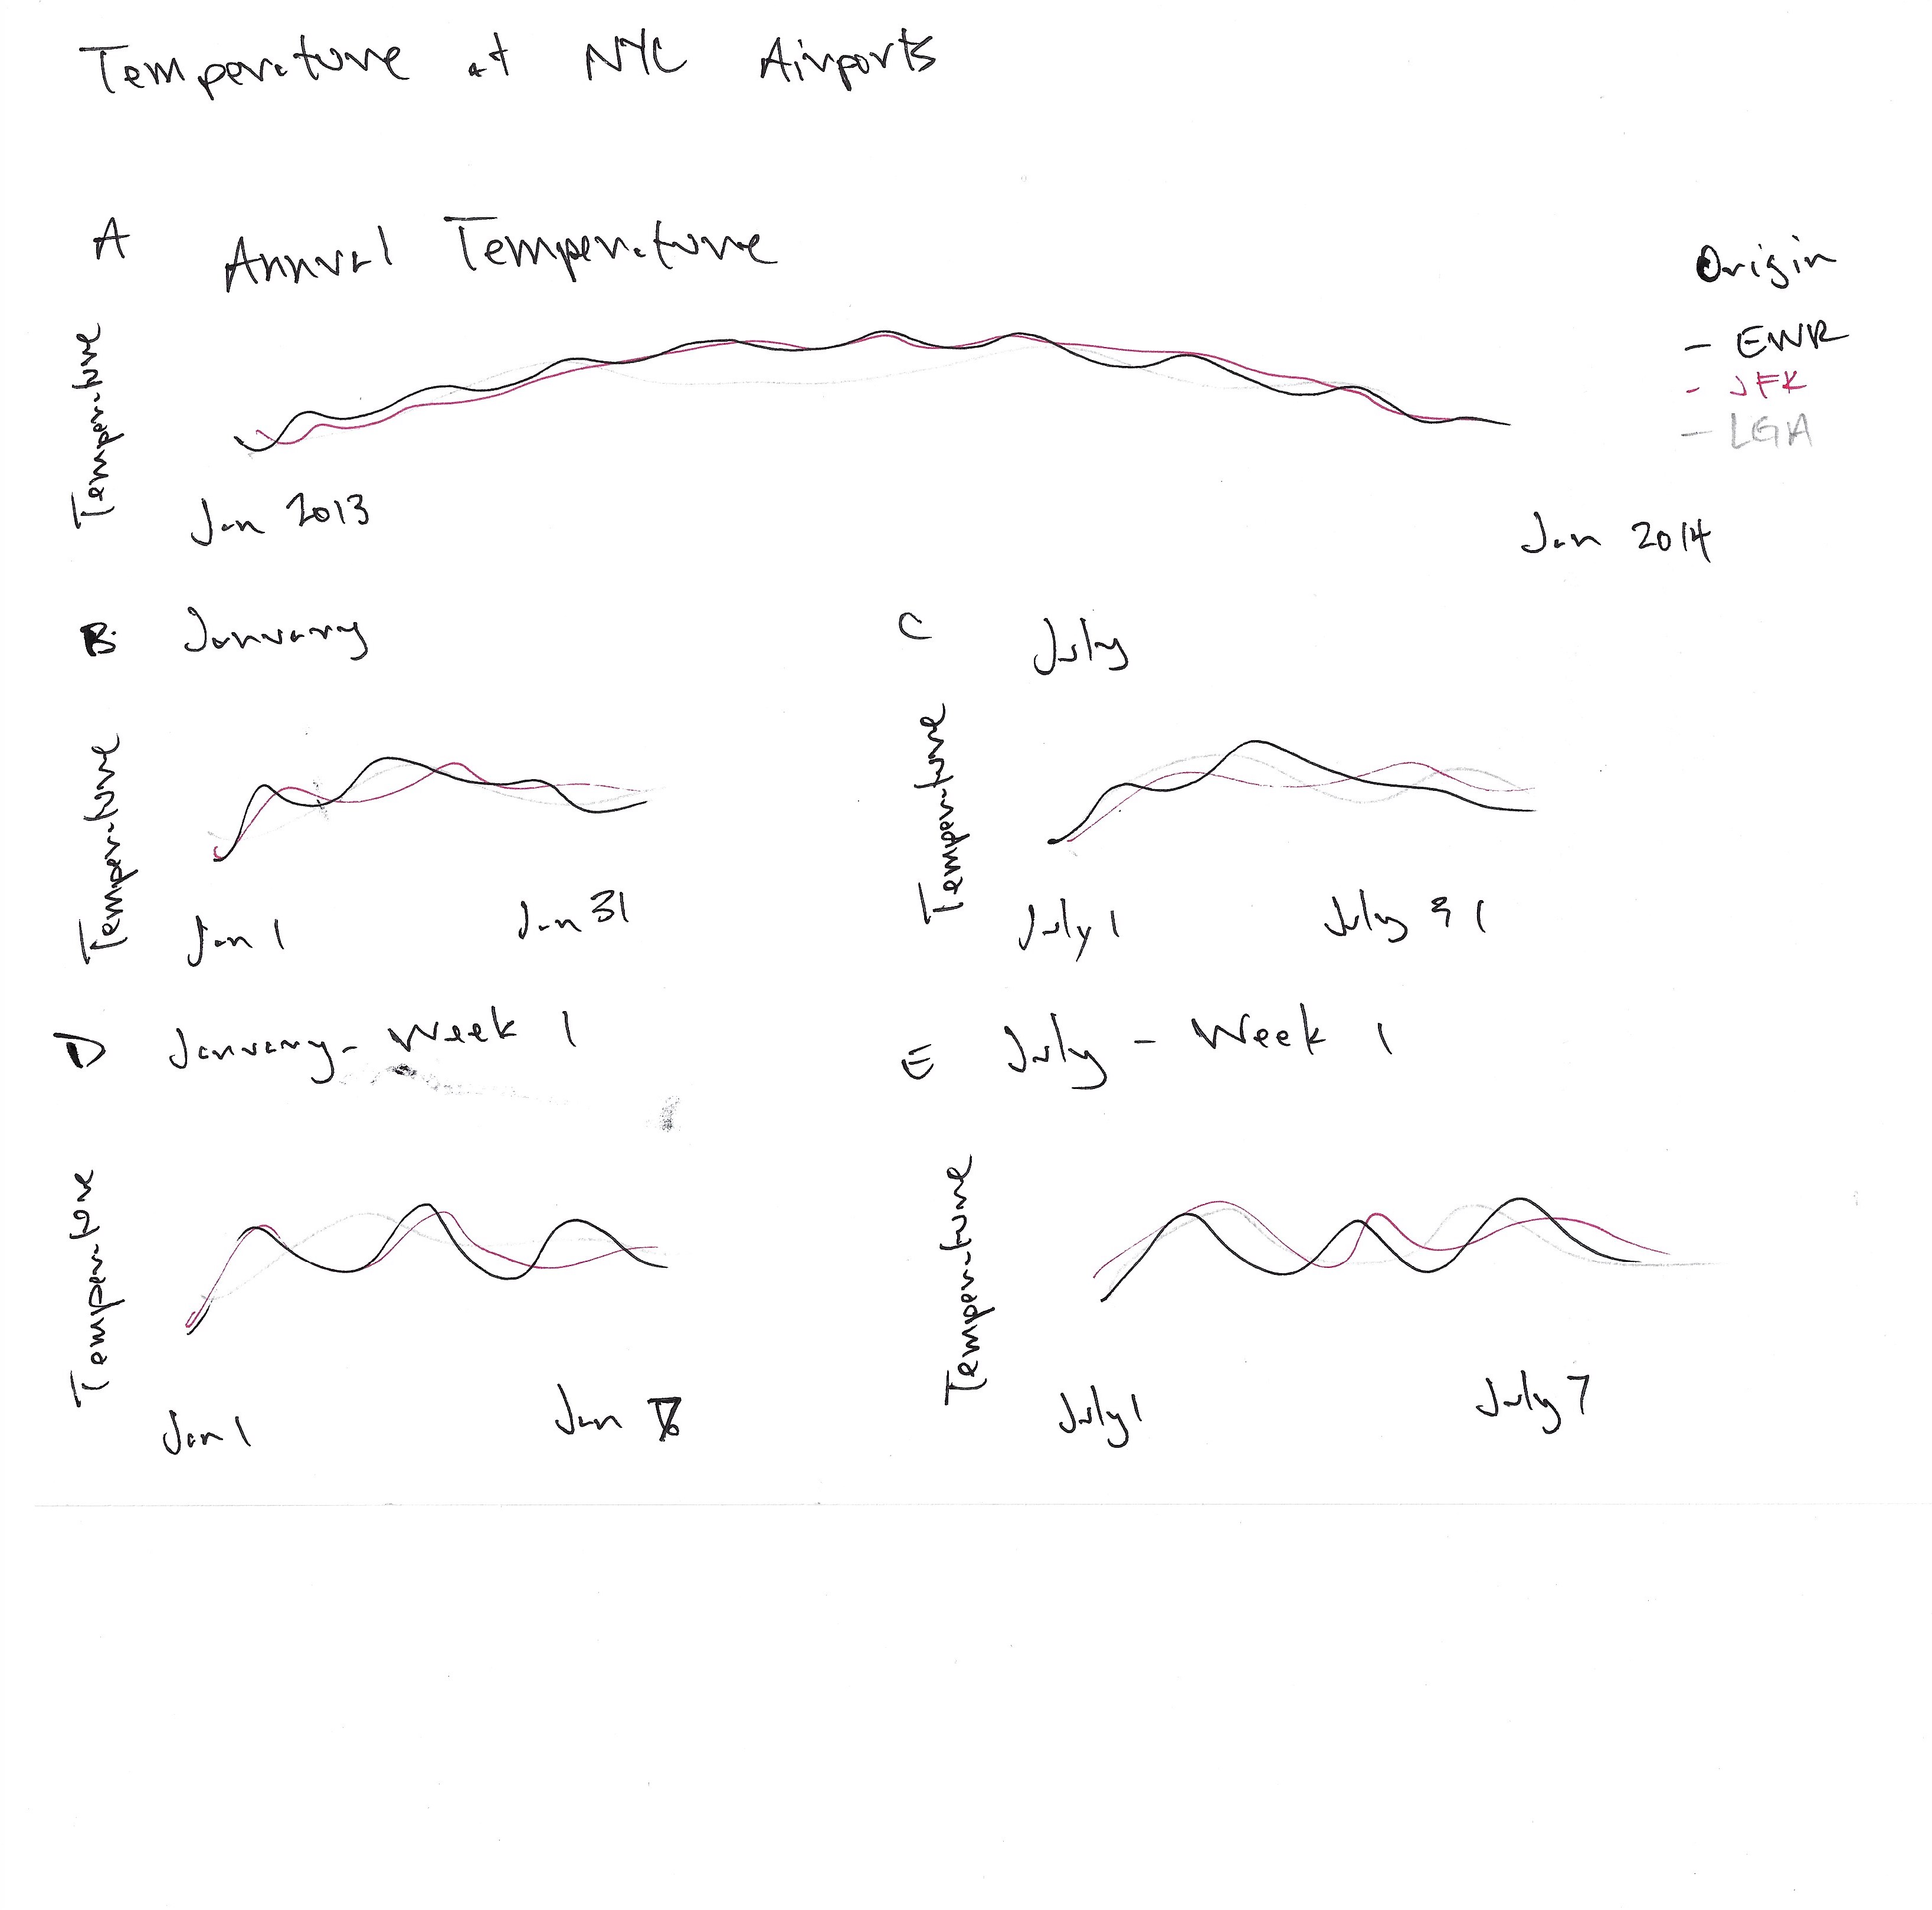 Temperature at NYC Airports
A Annual Temperature
Origin
- EWR
- JFK
- LGA
Temperature
Jan 2013
Jan 2014
B. January
C July
Temperature
Jan 1
Jan 31
Temperature
July 1
July 31
D January - Week 1
E July - Week 1
Temperature
Jan 1
Jan 7
Temperature
July 1
July 7